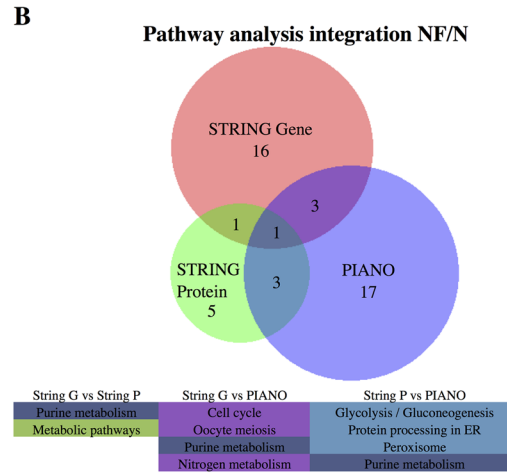 B
Pathway analysis integration NF/N
STRING Gene
16
3
1
1
STRING
Protein
5
3
PIANO
17
String G vs String P
Purine metabolism
Metabolic pathways
String G vs PIANO
Cell cycle
Oocyte meiosis
Purine metabolism
Nitrogen metabolism
String P vs PIANO
Glycolysis / Gluconeogenesis
Protein processing in ER
Peroxisome
Purine metabolism